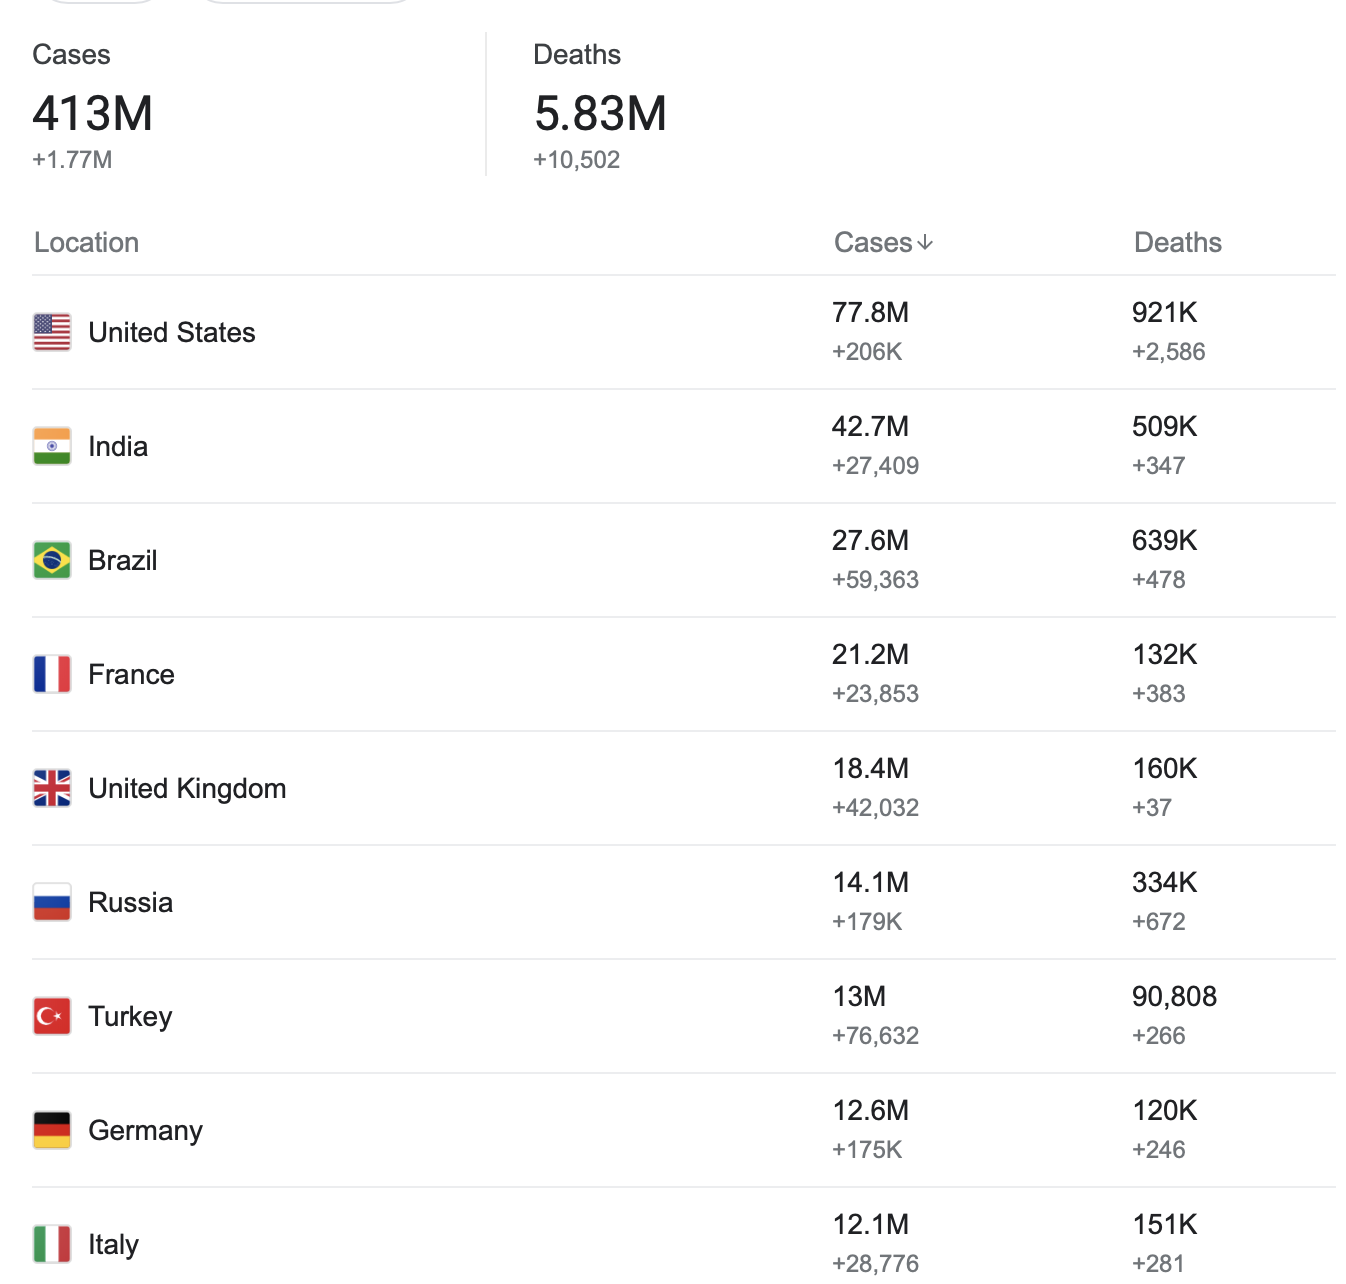 Cases
413M
+1.77M
Deaths
5.83M
+10,502
Location Cases↓ Deaths
United States 77.8M 921K
+206K +2,586
India 42.7M 509K
+27,409 +347
Brazil 27.6M 639K
+59,363 +478
France 21.2M 132K
+23,853 +383
United Kingdom 18.4M 160K
+42,032 +37
Russia 14.1M 334K
+179K +672
Turkey 13M 90,808
+76,632 +266
Germany 12.6M 120K
+175K +246
Italy 12.1M 151K
+28,776 +281